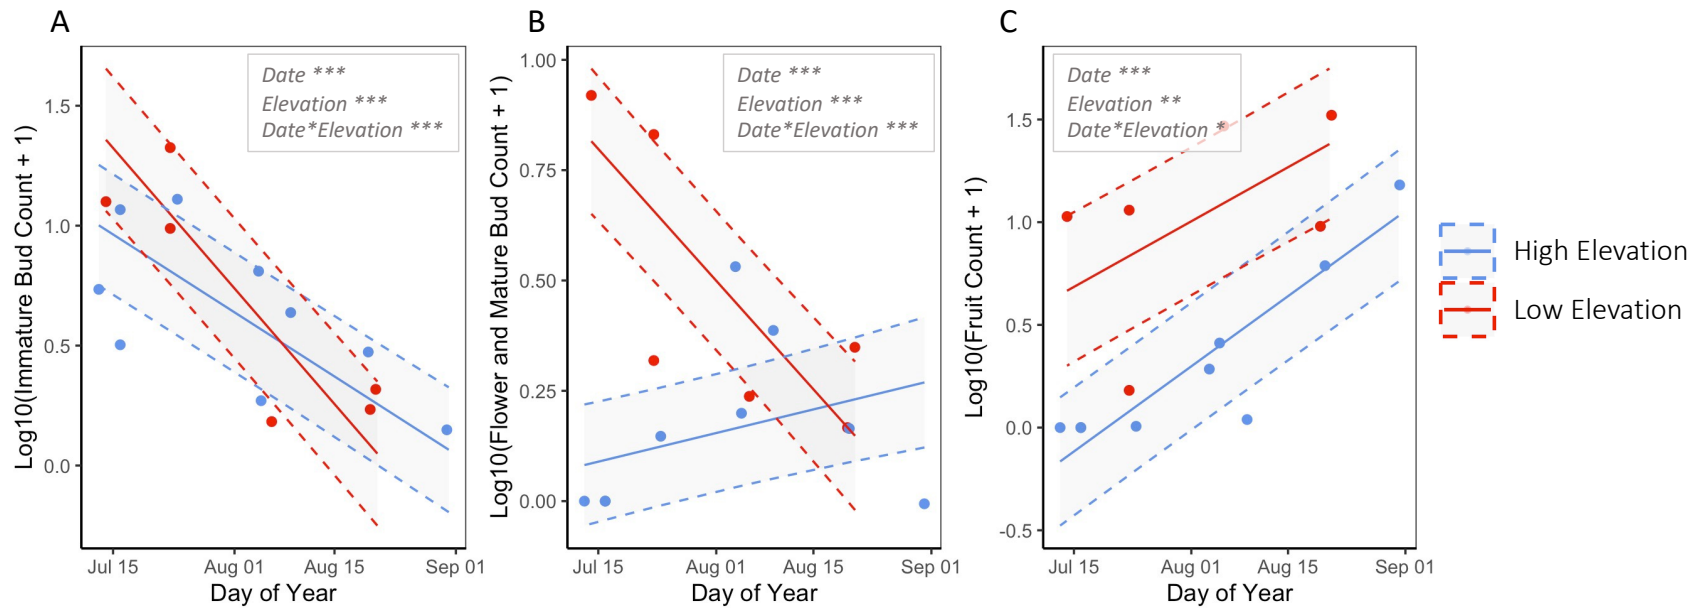 A
B
C
Date ***
Elevation ***
Date*Elevation ***
Log10(Immature Bud Count + 1)
1.5
1.0
0.5
0.0
Jul 15
Aug 01
Aug 15
Sep 01
Day of Year
Date ***
Elevation ***
Date*Elevation ***
Log10(Flower and Mature Bud Count + 1)
1.00
0.75
0.50
0.25
0.00
Jul 15
Aug 01
Aug 15
Sep 01
Day of Year
Date ***
Elevation **
Date*Elevation *
Log10(Fruit Count + 1)
1.5
1.0
0.5
0.0
-0.5
Jul 15
Aug 01
Aug 15
Sep 01
Day of Year
High Elevation
Low Elevation